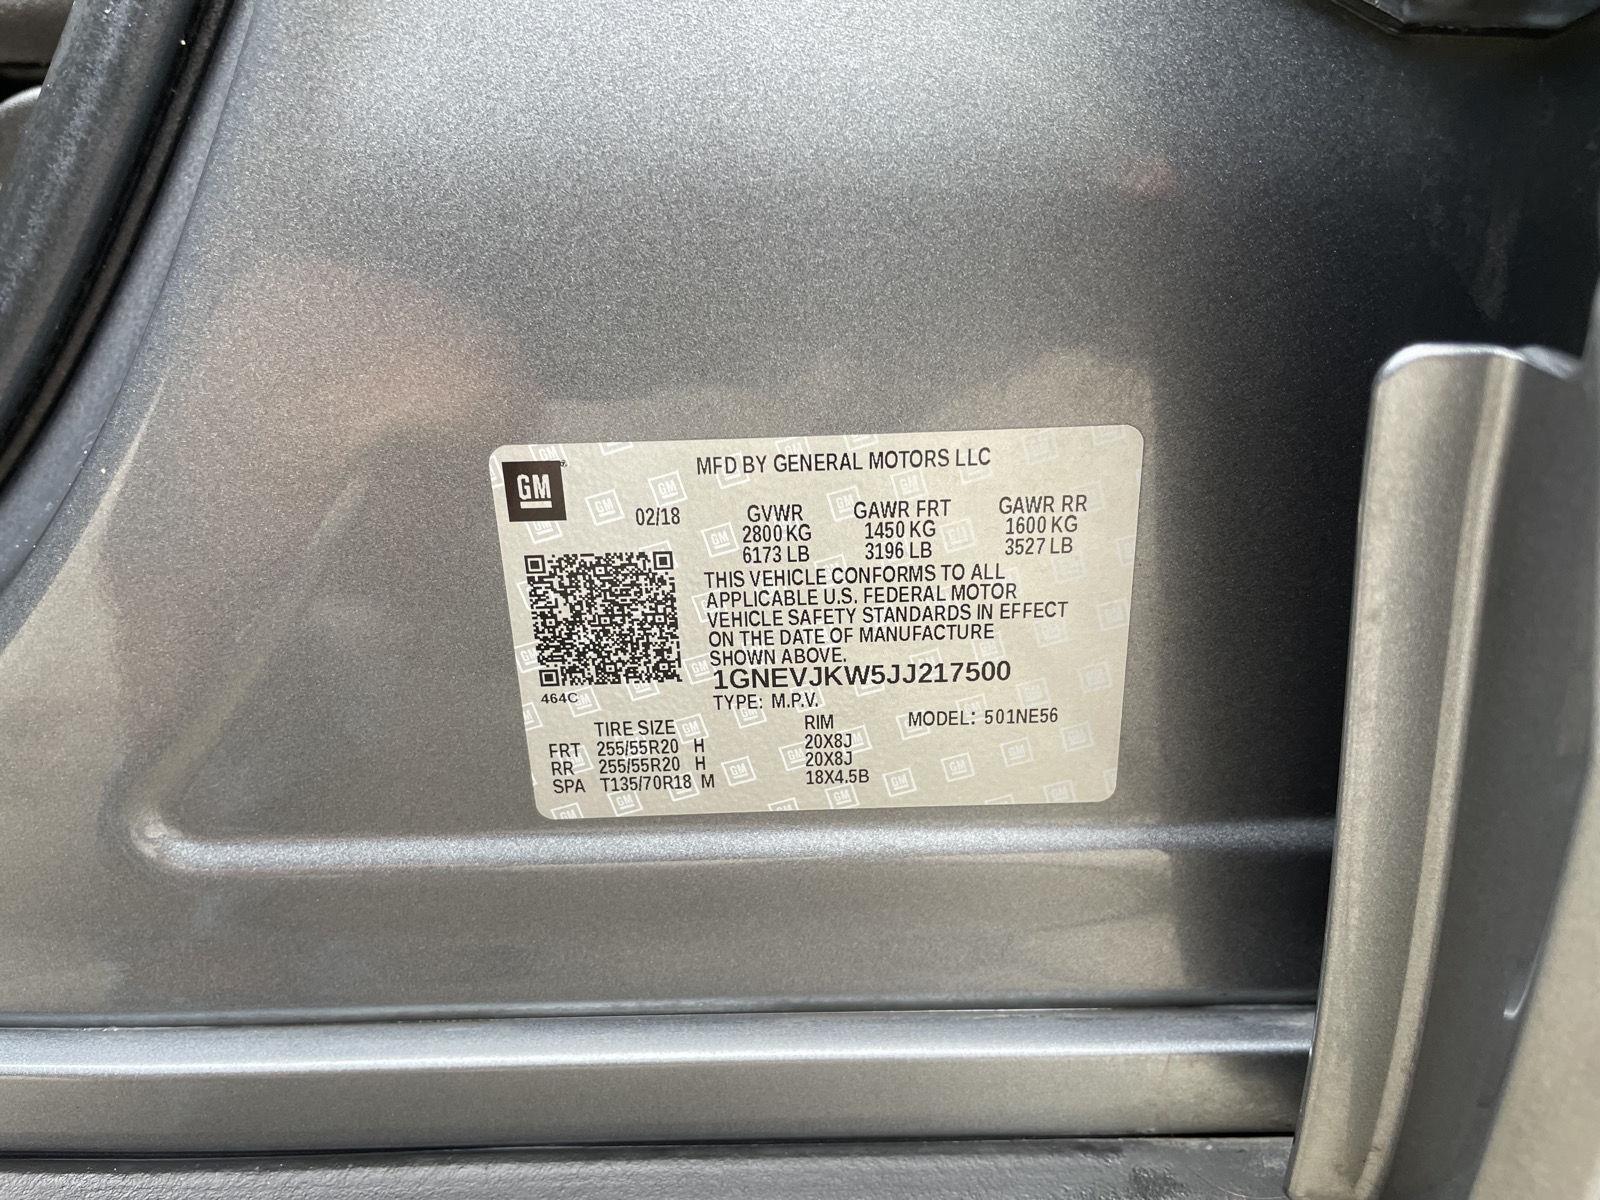 GM
MFD BY GENERAL MOTORS LLC
02/18
GVWR GAWR FRT GAWR RR
2800 KG 1450 KG 1600 KG
6173 LB 3196 LB 3527 LB
THIS VEHICLE CONFORMS TO ALL
APPLICABLE U.S. FEDERAL MOTOR
VEHICLE SAFETY STANDARDS IN EFFECT
ON THE DATE OF MANUFACTURE
SHOWN ABOVE.
1GNEVJKW5JJ217500
464C
TYPE: M.P.V. MODEL: 501NE56
TIRE SIZE RIM
FRT 255/55R20 H 20X8J
RR 255/55R20 H 20X8J
SPA T135/70R18 M 18X4.5B